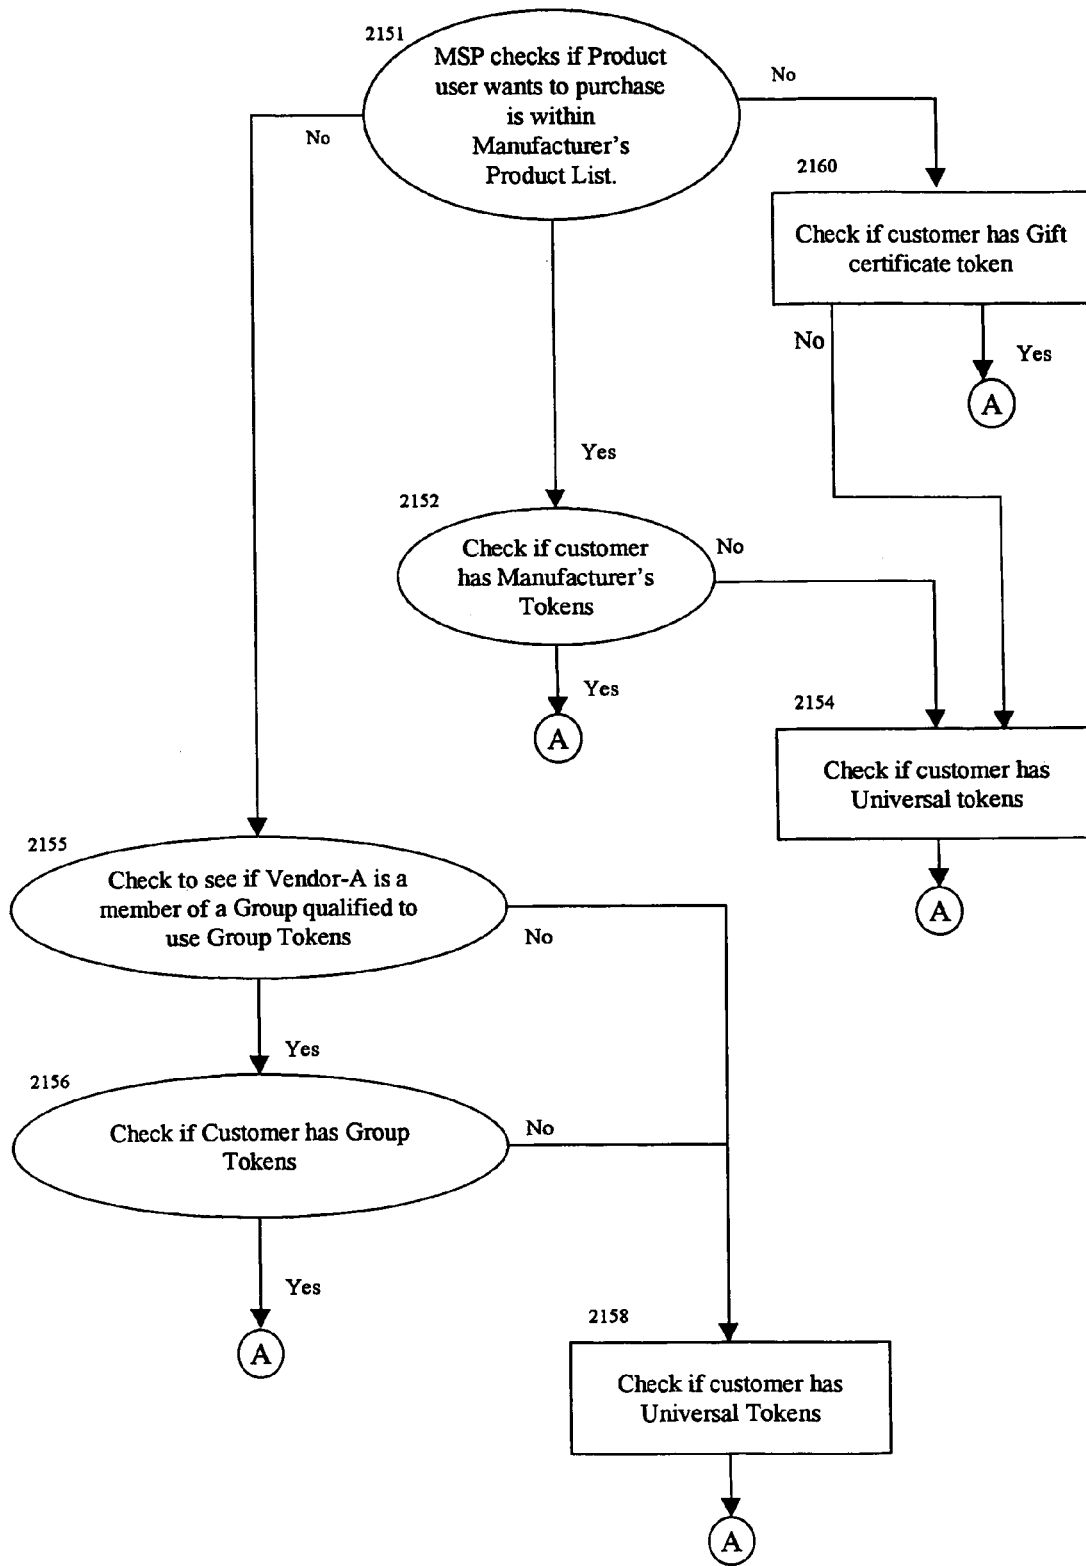 2151
MSP checks if Product
user wants to purchase
is within
Manufacturer's
Product List.
No
No
2160
Check if customer has Gift
certificate token
No
Yes
A
Yes
2152
Check if customer
has Manufacturer's
Tokens
No
Yes
A
2154
Check if customer has
Universal tokens
A
2155
Check to see if Vendor-A is a
member of a Group qualified to
use Group Tokens
No
Yes
2156
Check if Customer has Group
Tokens
No
Yes
A
2158
Check if customer has
Universal Tokens
A